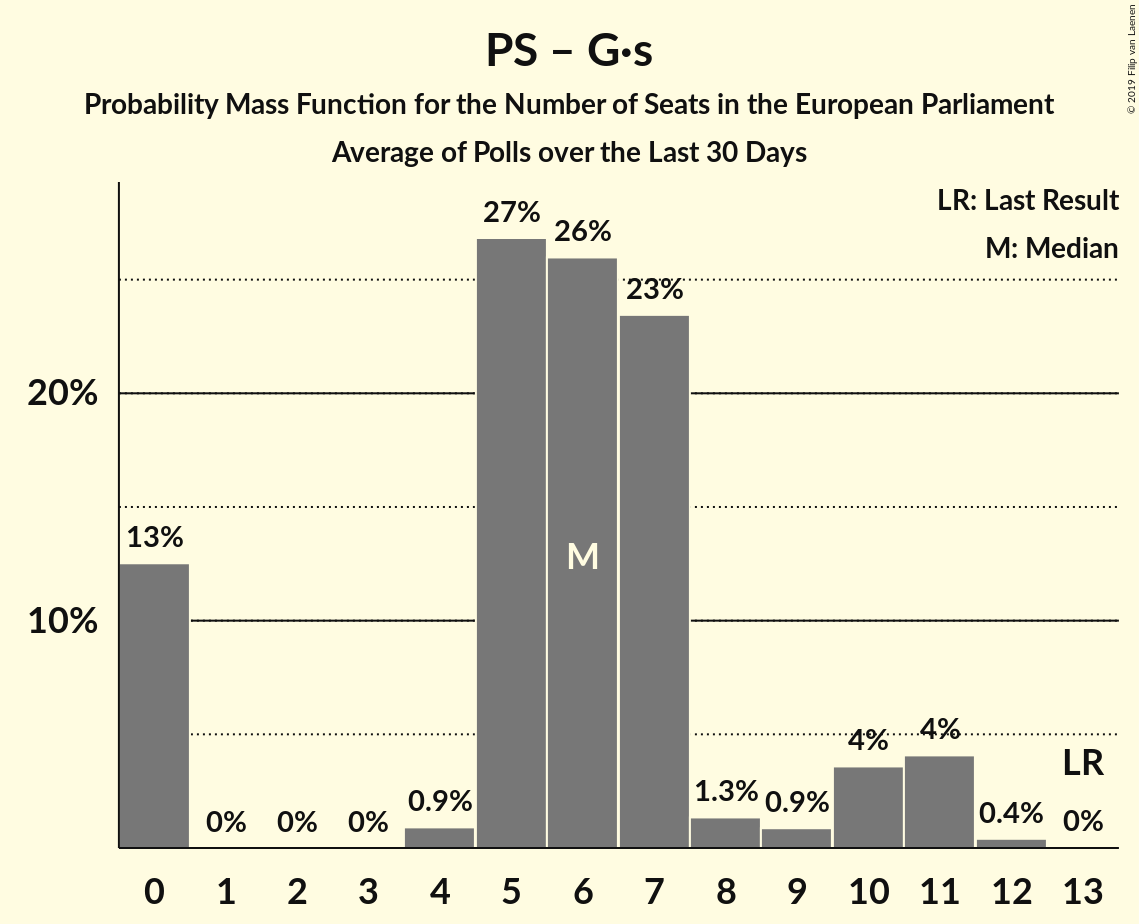 PS – G·s
Probability Mass Function for the Number of Seats in the European Parliament
Average of Polls over the Last 30 Days
© 2019 Filip van Laenen
LR: Last Result
M: Median
27%
26%
23%
20%
13%
M
10%
4%
4%
LR
1.3%
0.9%
0.9%
0.4%
0%
0%
0%
0%
0 1 2 3 4 5 6 7 8 9 10 11 12 13